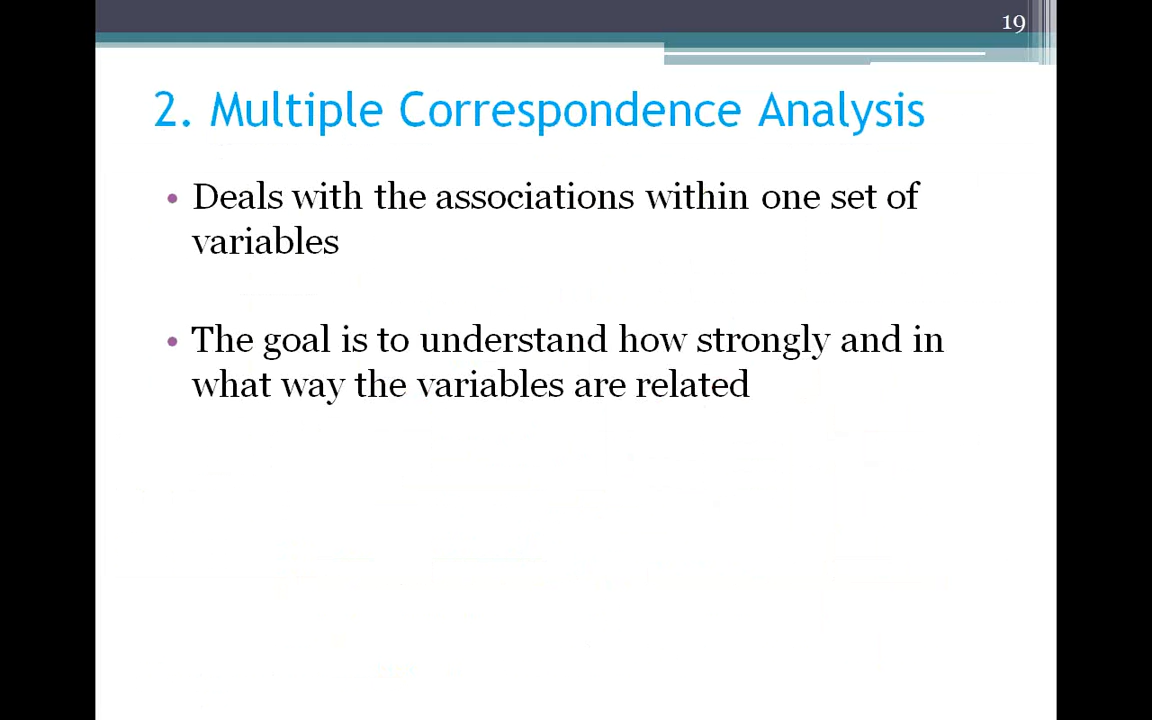 19
2. Multiple Correspondence Analysis
• Deals with the associations within one set of
variables
• The goal is to understand how strongly and in
what way the variables are related